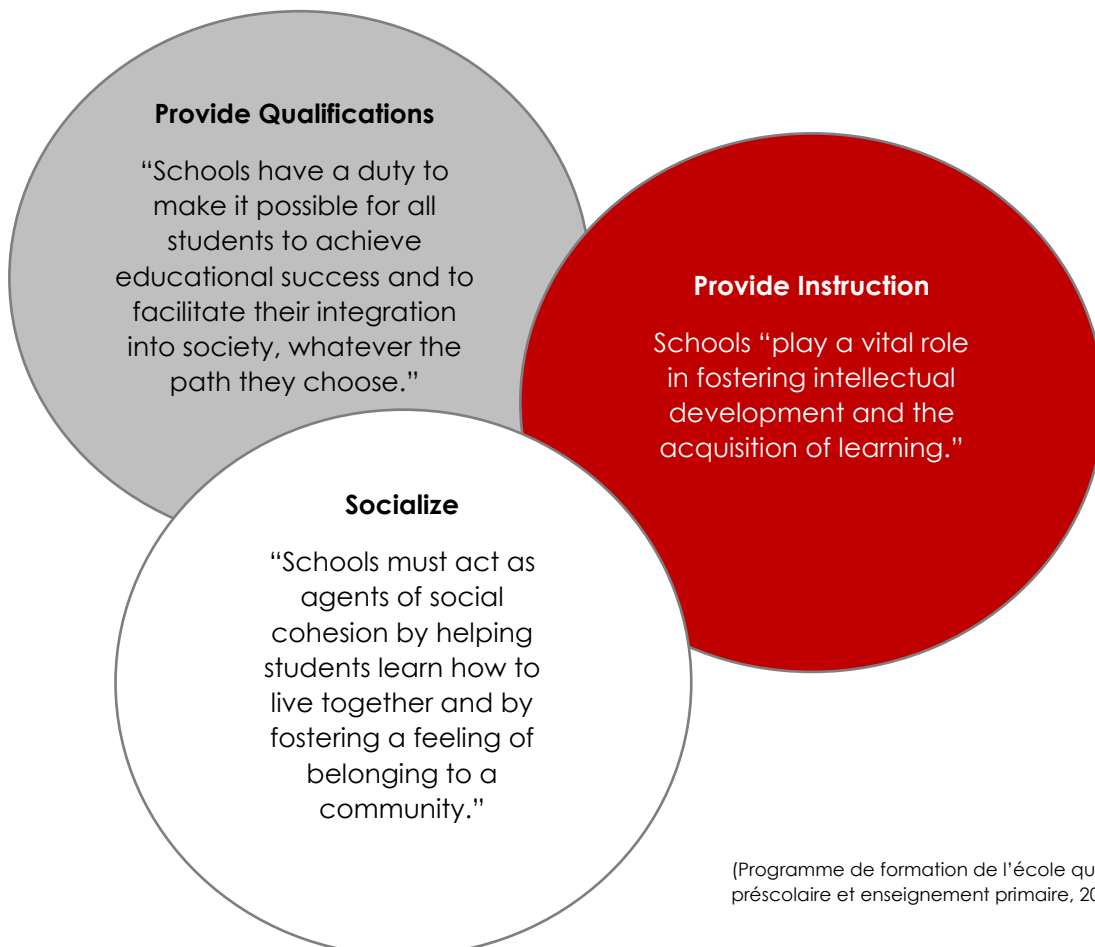 Provide Qualifications
“Schools have a duty to
make it possible for all
students to achieve
educational success and to
facilitate their integration
into society, whatever the
path they choose.”
Provide Instruction
Schools “play a vital role
in fostering intellectual
development and the
acquisition of learning.”
Socialize
“Schools must act as
agents of social
cohesion by helping
students learn how to
live together and by
fostering a feeling of
belonging to a
community.”
(Programme de formation de l’école
préscolaire et enseignement primaire,